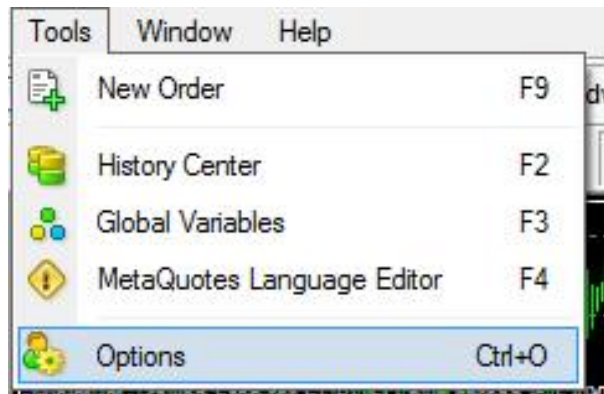 Tools Window Help
New Order F9
History Center F2
Global Variables F3
MetaQuotes Language Editor F4
Options Ctrl+O